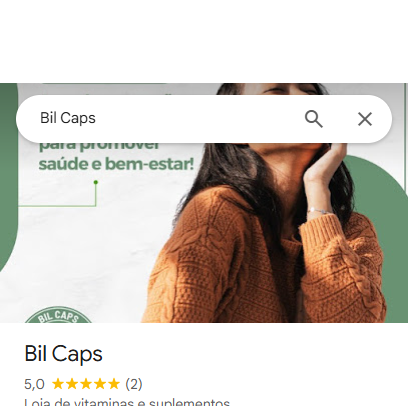 Bil Caps
para promover
saúde e bem-estar!
BIL CAPS
Bil Caps
5,0 (2)
Loja de vitaminas e suplementos